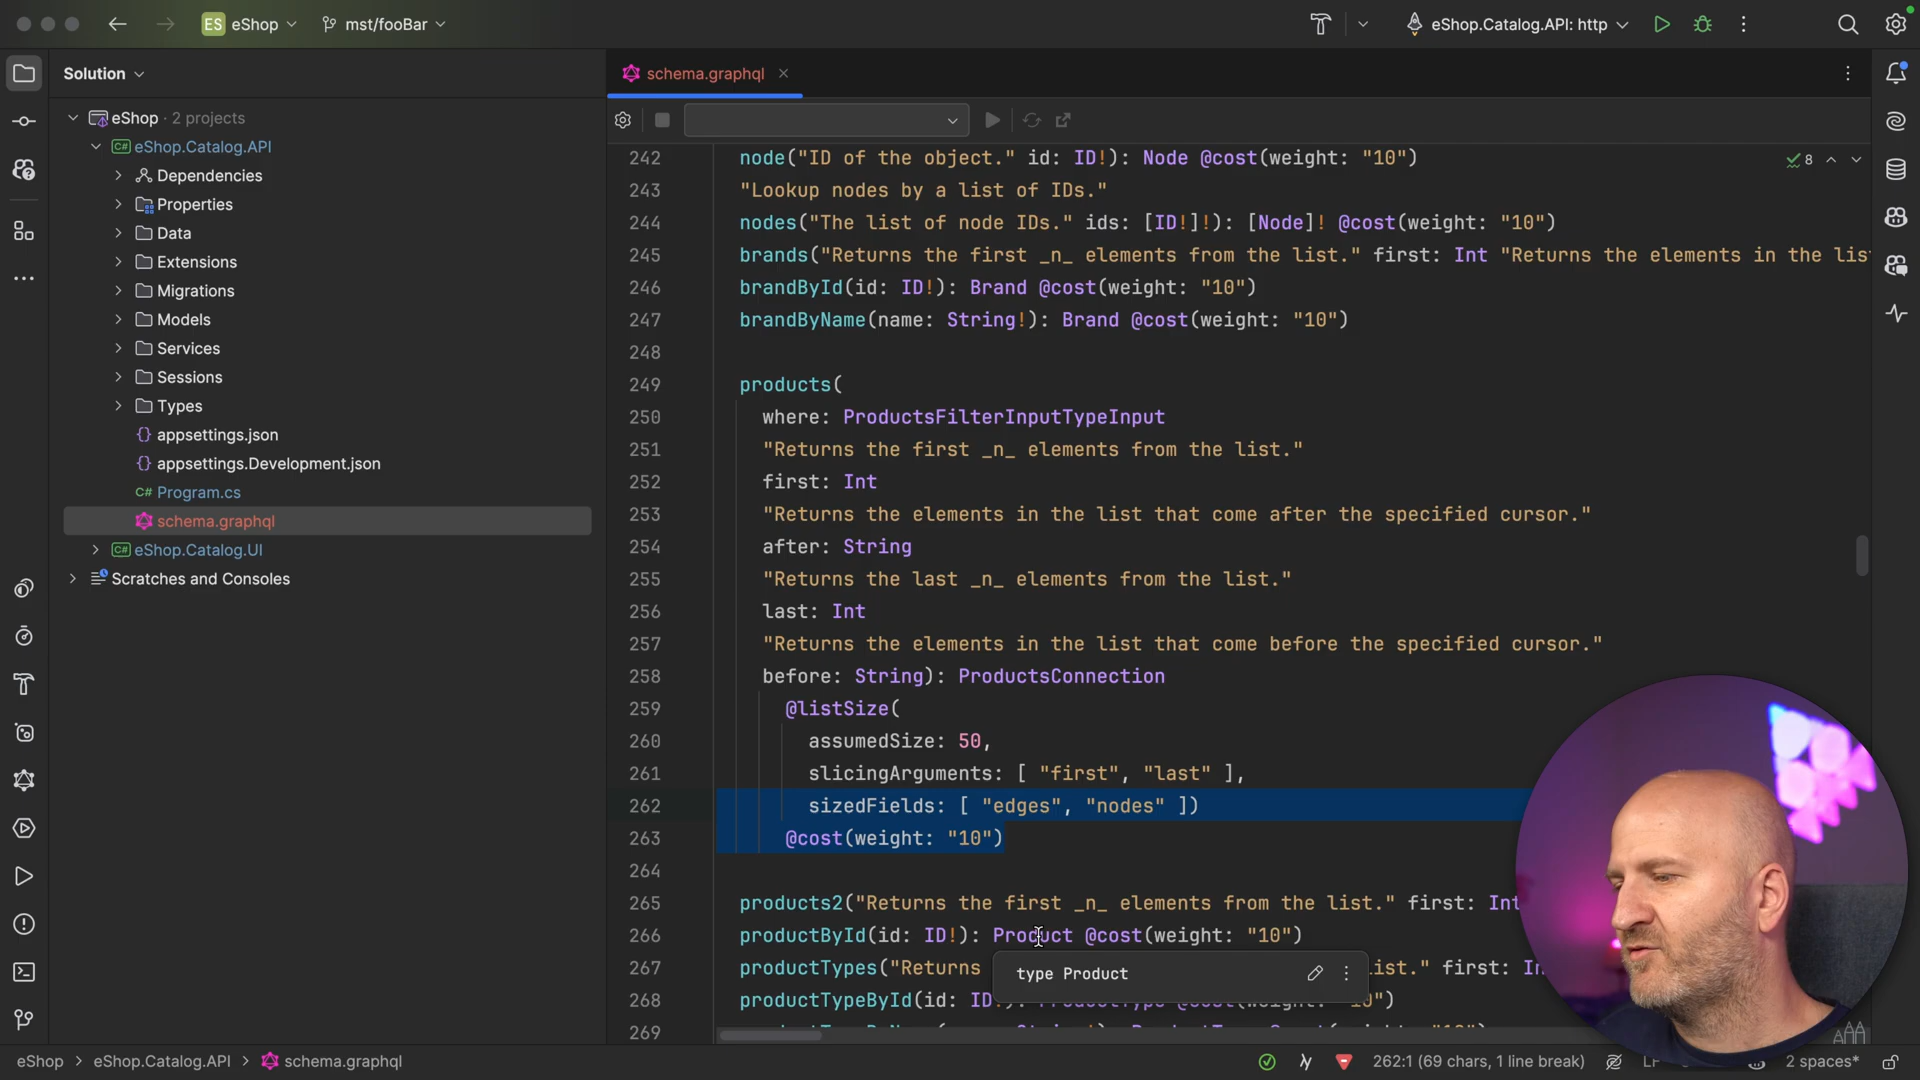 ES eShop
mst/fooBar
eShop.Catalog.API: http
Solution
schema.graphql
eShop · 2 projects
C# eShop.Catalog.API
Dependencies
Properties
Data
Extensions
Migrations
Models
Services
Sessions
Types
{} appsettings.json
{} appsettings.Development.json
C# Program.cs
schema.graphql
C# eShop.Catalog.UI
Scratches and Consoles
8
242 node("ID of the object." id: ID!): Node @cost(weight: "10")
243 "Lookup nodes by a list of IDs."
244 nodes("The list of node IDs." ids: [ID!]!): [Node]! @cost(weight: "10")
245 brands("Returns the first _n_ elements from the list." first: Int "Returns the elements in the lis
246 brandById(id: ID!): Brand @cost(weight: "10")
247 brandByName(name: String!): Brand @cost(weight: "10")
248
249 products(
250 where: ProductsFilterInputTypeInput
251 "Returns the first _n_ elements from the list."
252 first: Int
253 "Returns the elements in the list that come after the specified cursor."
254 after: String
255 "Returns the last _n_ elements from the list."
256 last: Int
257 "Returns the elements in the list that come before the specified cursor."
258 before: String): ProductsConnection
259 @listSize(
260 assumedSize: 50,
261 slicingArguments: [ "first", "last" ],
262 sizedFields: [ "edges", "nodes" ])
263 @cost(weight: "10")
264
265 products2("Returns the first _n_ elements from the list." first: Int
266 productById(id: ID!): Product @cost(weight: "10")
267 productTypes("Returns ist." first: In
type Product
268 productTypeById(id: ID!): ProductType @cost(weight: "10")
269
eShop > eShop.Catalog.API > schema.graphql
262:1 (69 chars, 1 line break)
2 spaces*